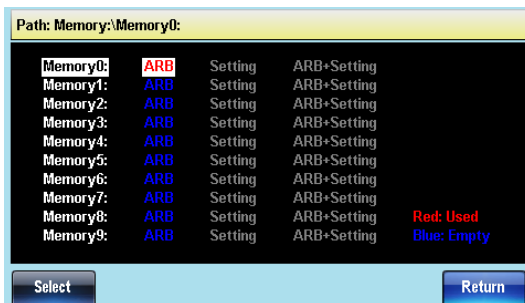 Path: Memory:\Memory0:
Memory0: ARB Setting ARB+Setting
Memory1: ARB Setting ARB+Setting
Memory2: ARB Setting ARB+Setting
Memory3: ARB Setting ARB+Setting
Memory4: ARB Setting ARB+Setting
Memory5: ARB Setting ARB+Setting
Memory6: ARB Setting ARB+Setting
Memory7: ARB Setting ARB+Setting
Memory8: ARB Setting ARB+Setting Red: Used
Memory9: ARB Setting ARB+Setting Blue: Empty
Select Return